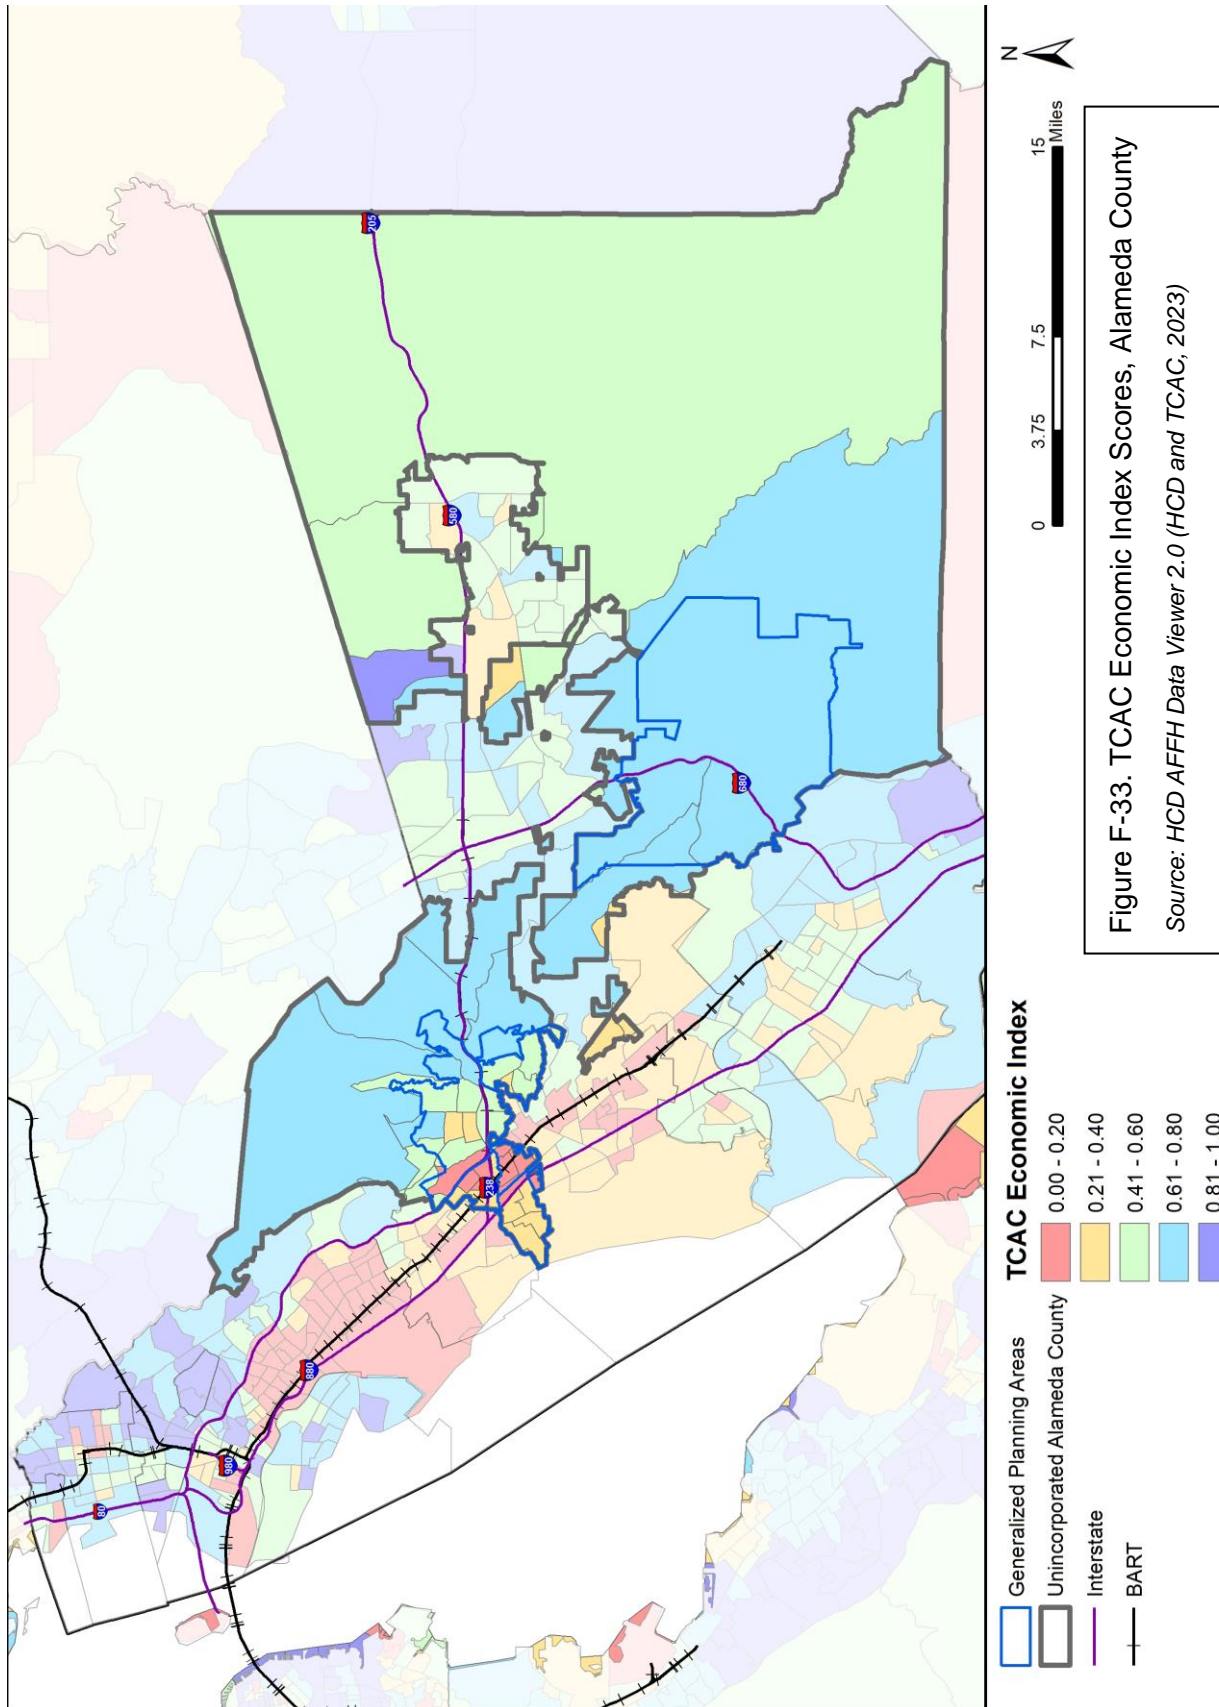 80
980
880
238
580
205
680
TCAC Economic Index
Generalized Planning Areas
Unincorporated Alameda County
Interstate
BART
0.00 - 0.20
0.21 - 0.40
0.41 - 0.60
0.61 - 0.80
0.81 - 1.00
0 3.75 7.5 15
Miles
N
Figure F-33. TCAC Economic Index Scores, Alameda County
Source: HCD AFFH Data Viewer 2.0 (HCD and TCAC, 2023)